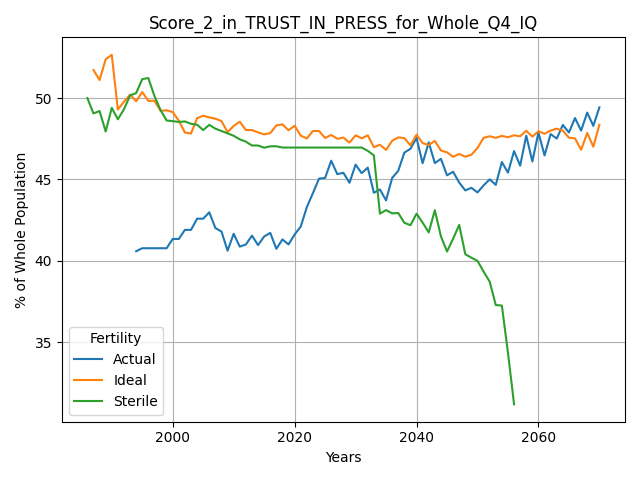 Score_2_in_TRUST_IN_PRESS_for_Whole_Q4_IQ
% of Whole Population
50
45
40
35
Fertility
Actual
Ideal
Sterile
2000 2020 2040 2060
Years